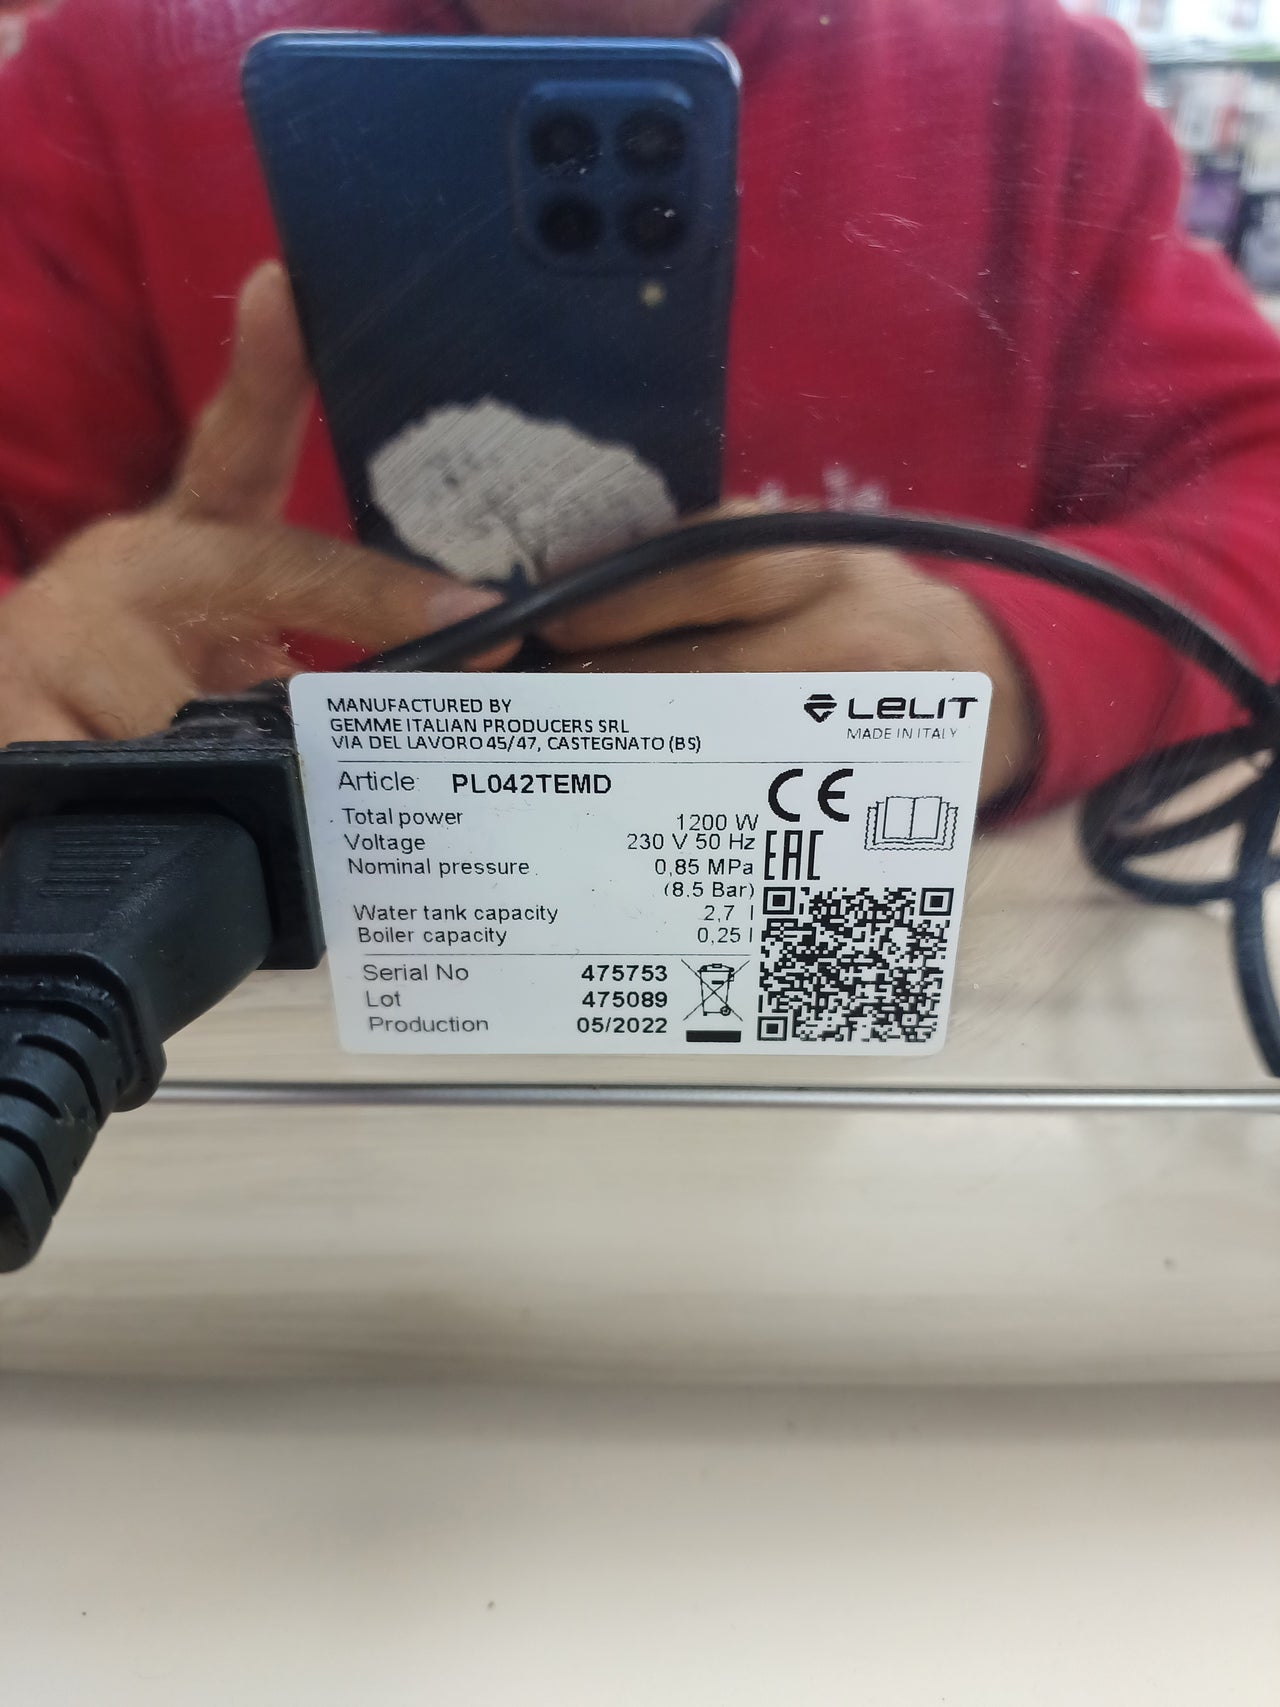 MANUFACTURED BY
GEMME ITALIAN PRODUCERS SRL
VIA DEL LAVORO 45/47, CASTEGNATO (BS)
LELIT
MADE IN ITALY
Article: PL042TEMD
CE
Total power 1200 W
Voltage 230 V 50 Hz
EAC
Nominal pressure 0,85 MPa
(8.5 Bar)
Water tank capacity 2,7 l
Boiler capacity 0,25 l
Serial No 475753
Lot 475089
Production 05/2022